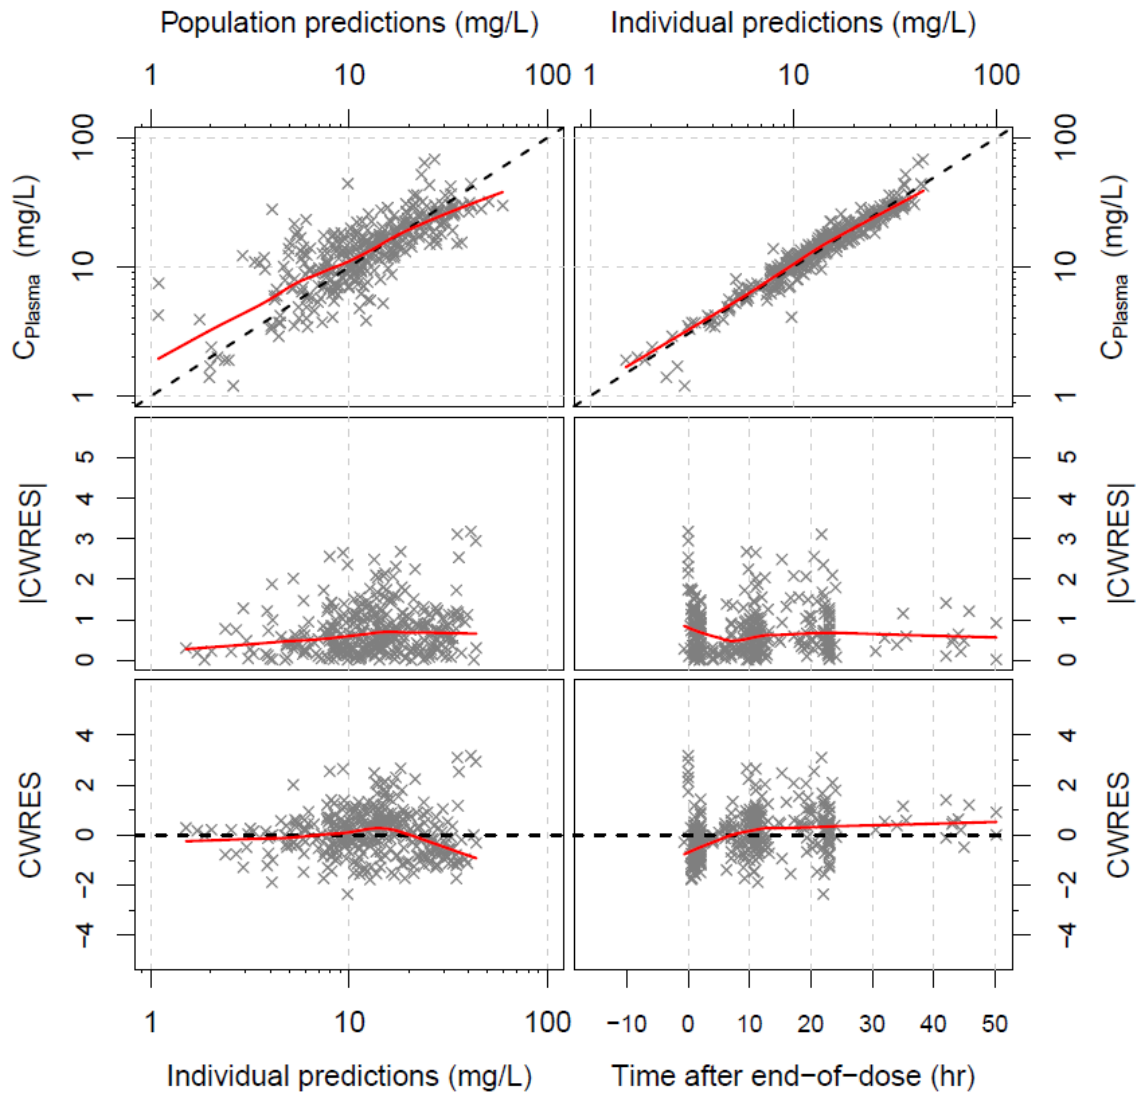 Population predictions (mg/L) Individual predictions (mg/L)
1 10 100 1 10 100
C_Plasma (mg/L)
100
10
1
C_Plasma (mg/L)
100
10
1
|CWRES|
5
4
3
2
1
0
|CWRES|
5
4
3
2
1
0
CWRES
4
2
0
−2
−4
CWRES
4
2
0
−2
−4
1 10 100 −10 0 10 20 30 40 50
Individual predictions (mg/L) Time after end−of−dose (hr)